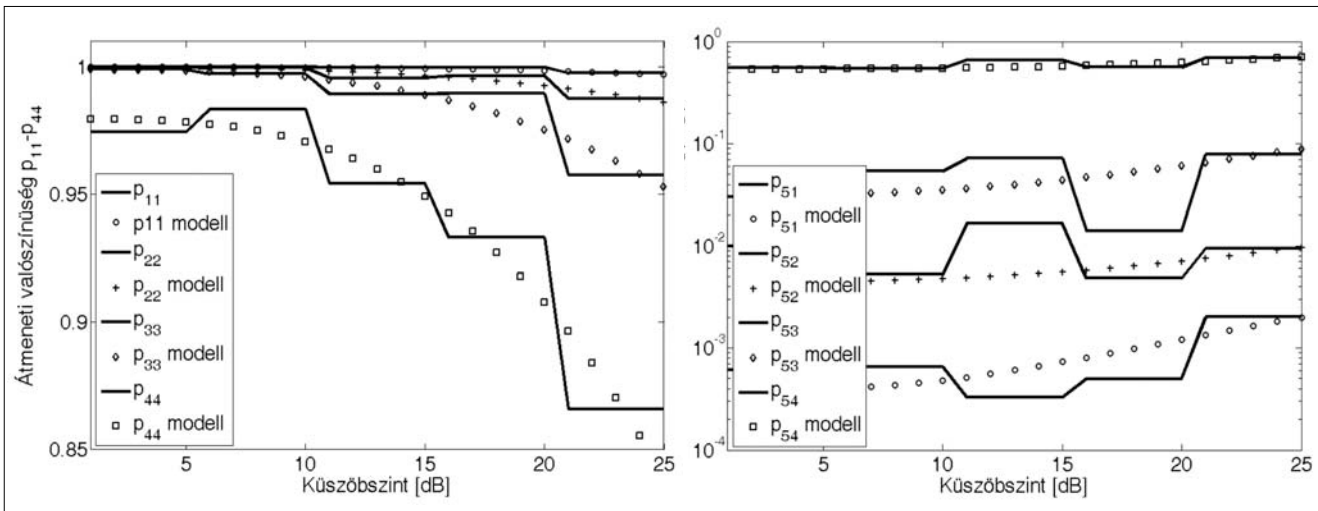 Átmeneti valószínűség p11-p44
1
0.95
0.9
0.85
p11
p11 modell
p22
p22 modell
p33
p33 modell
p44
p44 modell
5
10
15
20
25
Küszöbszint [dB]
10^0
10^-1
10^-2
10^-3
10^-4
p51
p51 modell
p52
p52 modell
p53
p53 modell
p54
p54 modell
5
10
15
20
25
Küszöbszint [dB]